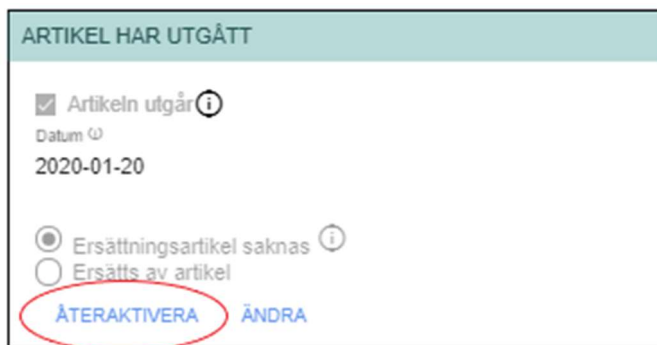 ARTIKEL HAR UTGÅTT
Artikeln utgår
Datum
2020-01-20
Ersättningsartikel saknas
Ersätts av artikel
ÅTERAKTIVERA ÄNDRA